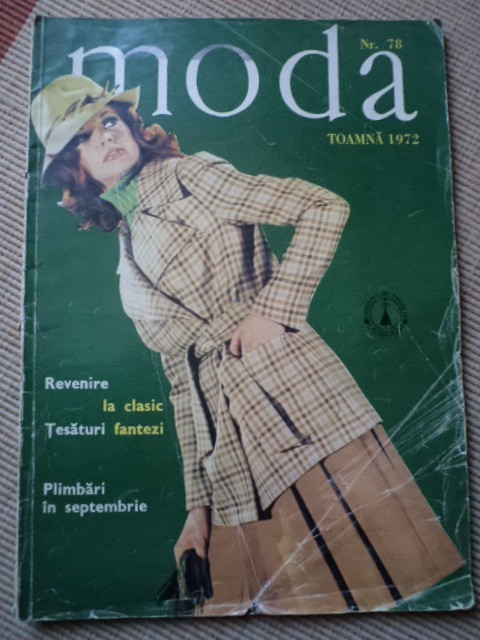 Nr. 78
moda
TOAMNĂ 1972
Revenire
la clasic
Țesături fantezi
Plimbări
în septembrie